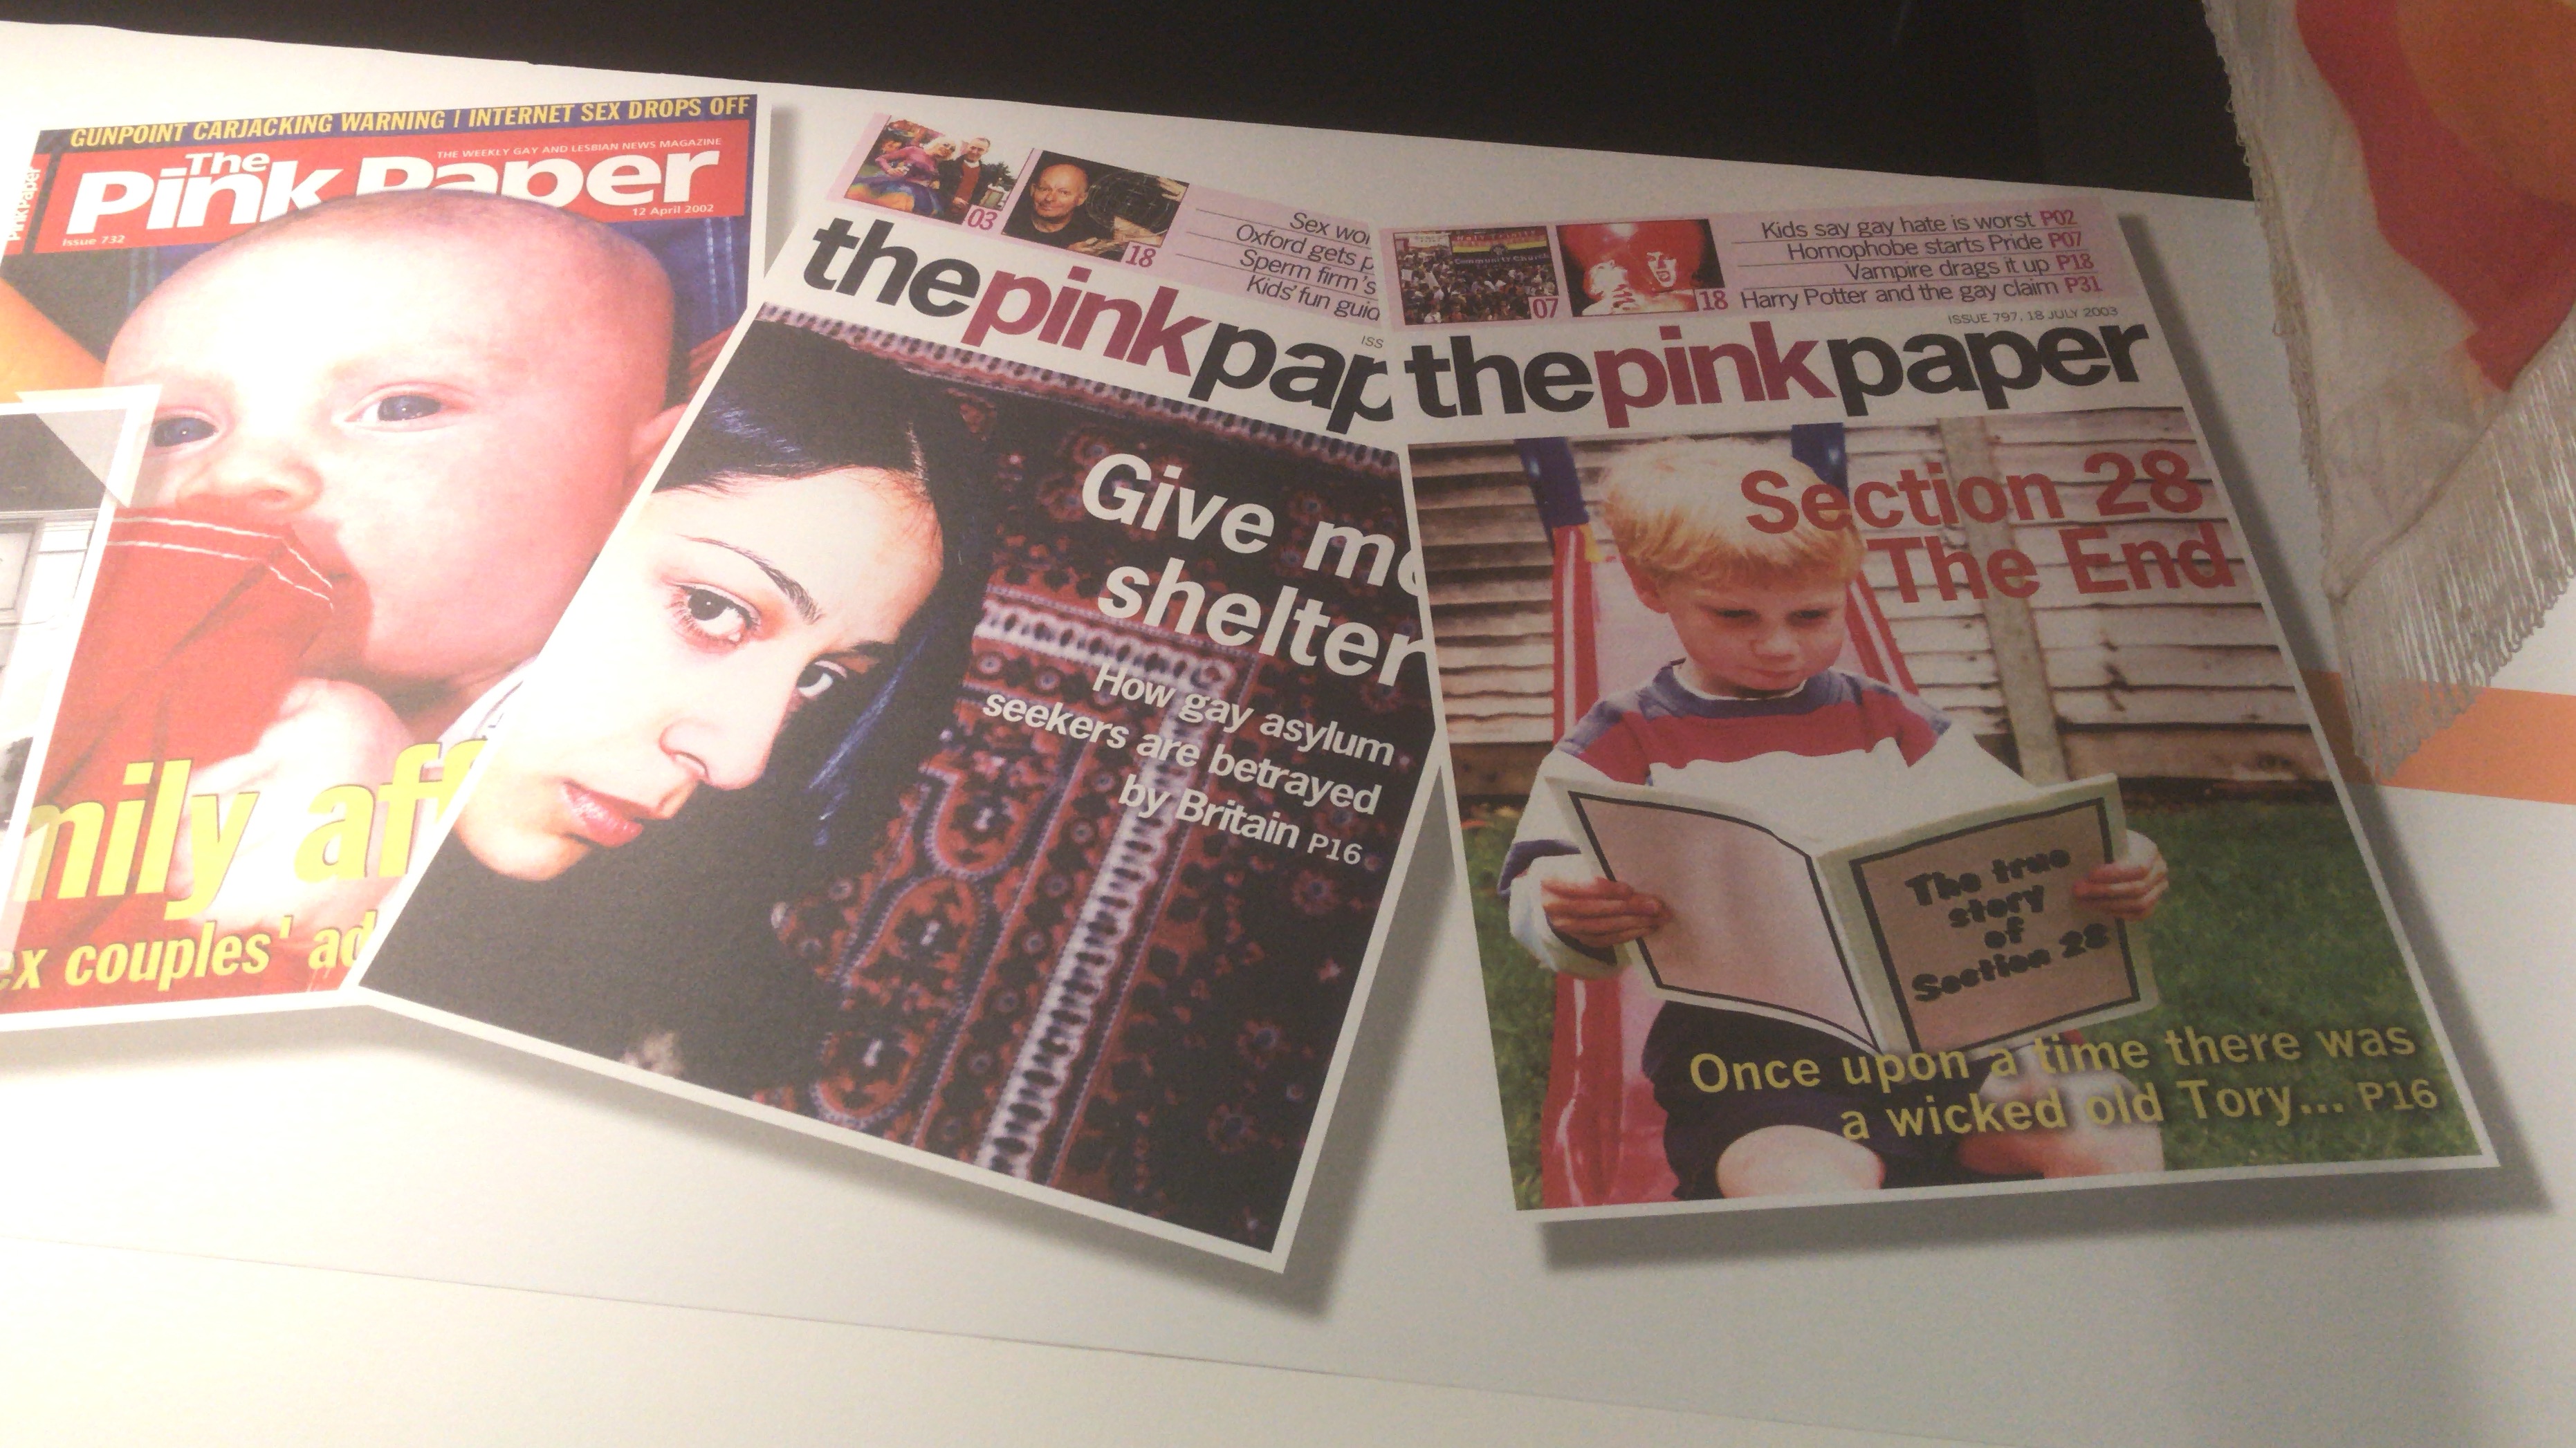 GUNPOINT CARJACKING WARNING | INTERNET SEX DROPS OFF
THE WEEKLY GAY AND LESBIAN NEWS MAGAZINE
The
Pink Paper
12 April 2002
Issue 732
mily aff
ex couples' ad
03
18
Sex wor
Oxford gets p
Sperm firm's
Kids' fun guid
ISS
thepinkpap
Give me
shelter
How gay asylum
seekers are betrayed
by Britain P16
07
18
Kids say gay hate is worst P02
Homophobe starts Pride P07
Vampire drags it up P18
Harry Potter and the gay claim P31
ISSUE 797, 18 JULY 2003
thepinkpaper
Section 28
The End
The true
story
of
Section 28
Once upon a time there was
a wicked old Tory... P16